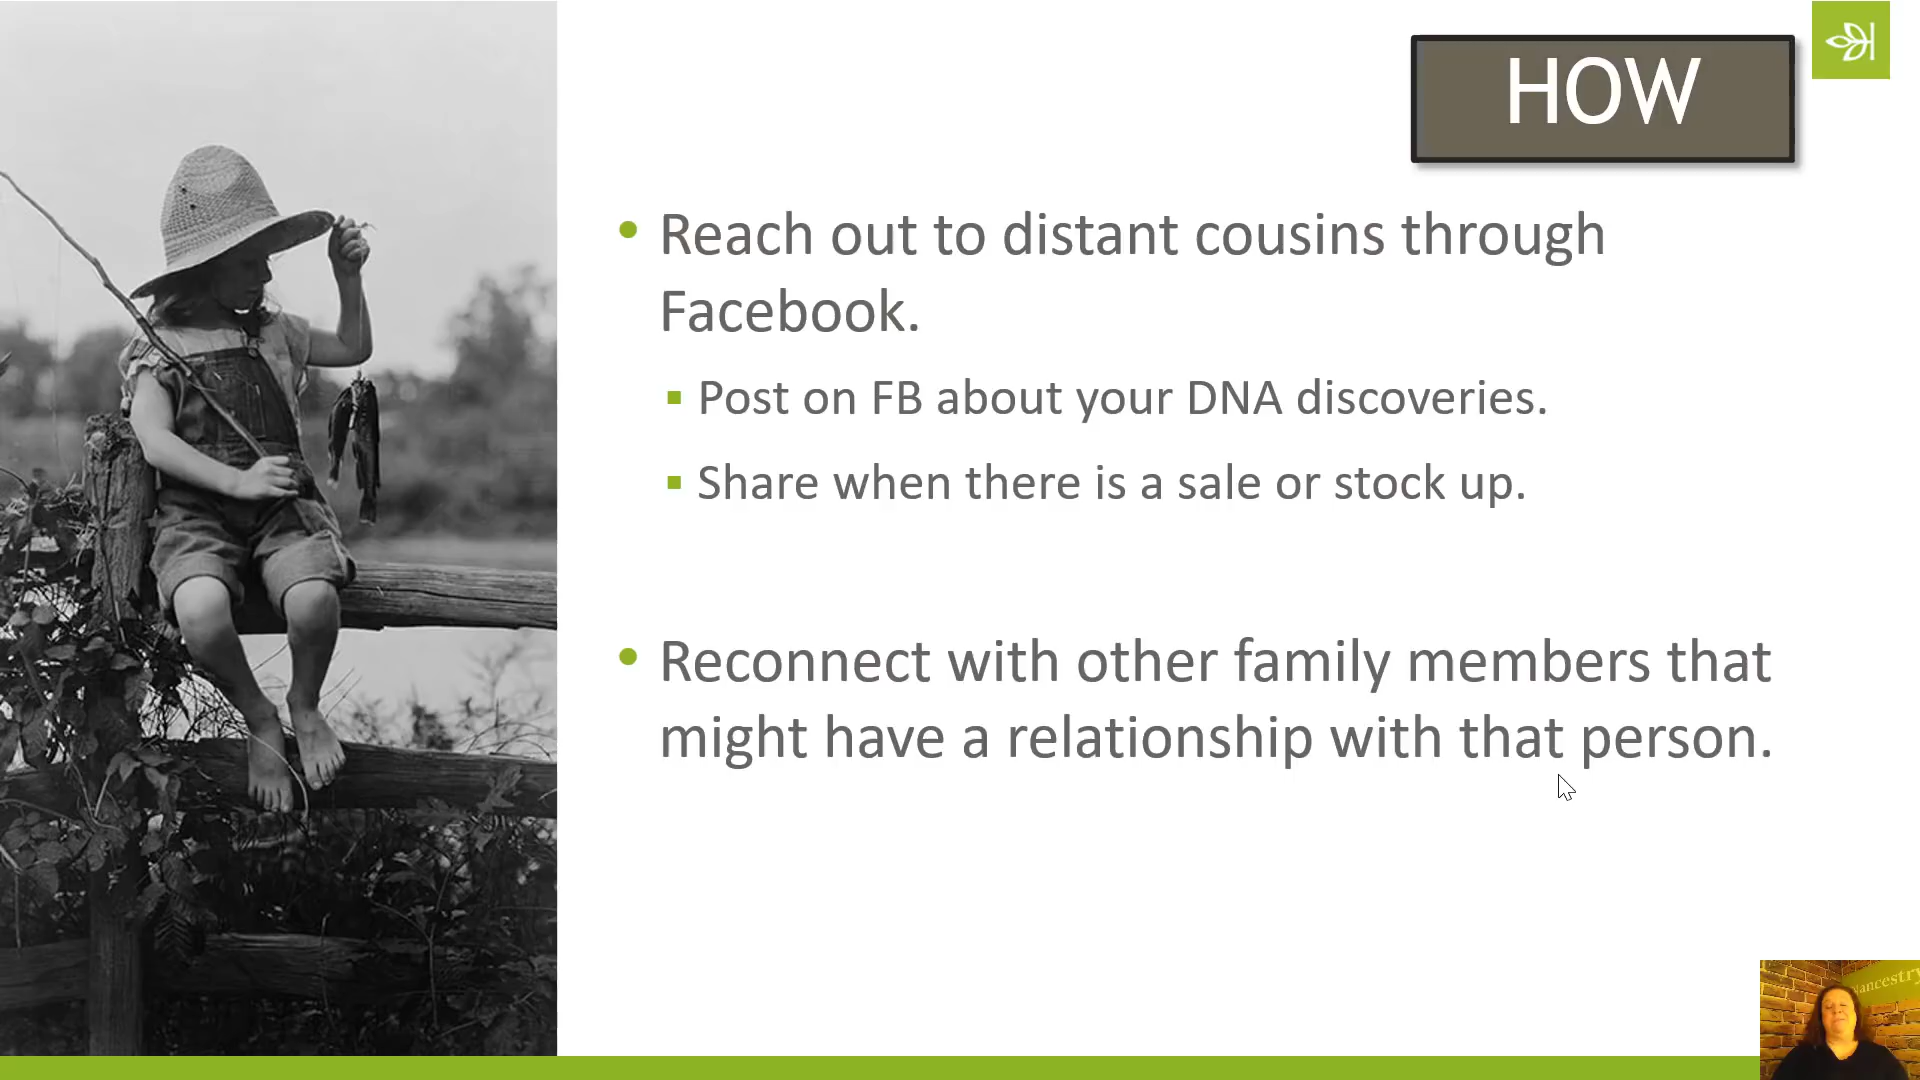 HOW
Reach out to distant cousins through
Facebook.
Post on FB about your DNA discoveries.
Share when there is a sale or stock up.
Reconnect with other family members that
might have a relationship with that person.
ancestry